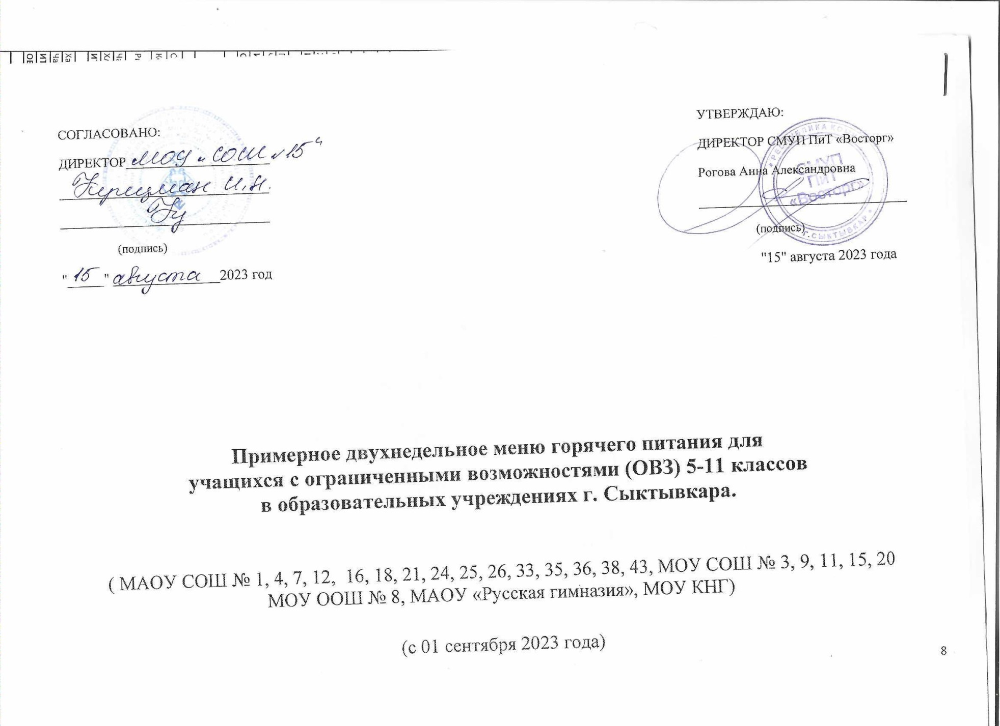 СОГЛАСОВАНО:
ДИРЕКТОР МОУ "СОШ №15"
И.Н.
(подпись)
"15" августа 2023 год
УТВЕРЖДАЮ:
ДИРЕКТОР СМУП ПиТ «Восторг»
Рогова Анна Александровна
(подпись)
"15" августа 2023 года
* РЕСПУБЛИКА КОМИ *
СМУП
ПиТ
«Восторг»
г.СЫКТЫВКАР
Примерное двухнедельное меню горячего питания для
учащихся с ограниченными возможностями (ОВЗ) 5-11 классов
в образовательных учреждениях г. Сыктывкара.
( МАОУ СОШ № 1, 4, 7, 12, 16, 18, 21, 24, 25, 26, 33, 35, 36, 38, 43, МОУ СОШ № 3, 9, 11, 15, 20
МОУ ООШ № 8, МАОУ «Русская гимназия», МОУ КНГ)
(с 01 сентября 2023 года)
8